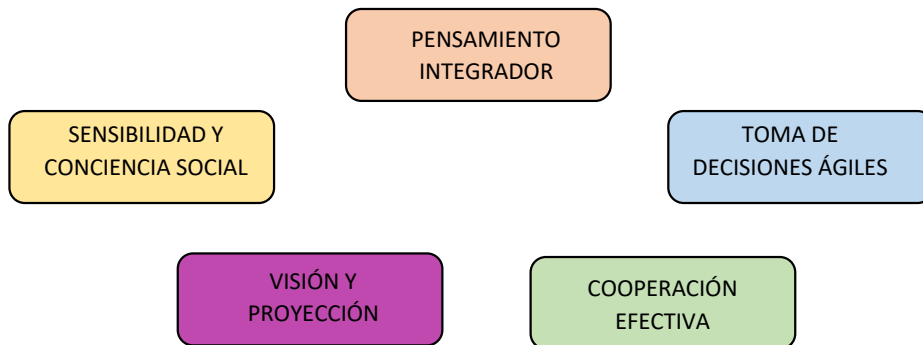 PENSAMIENTO
INTEGRADOR
SENSIBILIDAD Y
CONCIENCIA SOCIAL
TOMA DE
DECISIONES ÁGILES
VISIÓN Y
PROYECCIÓN
COOPERACIÓN
EFECTIVA